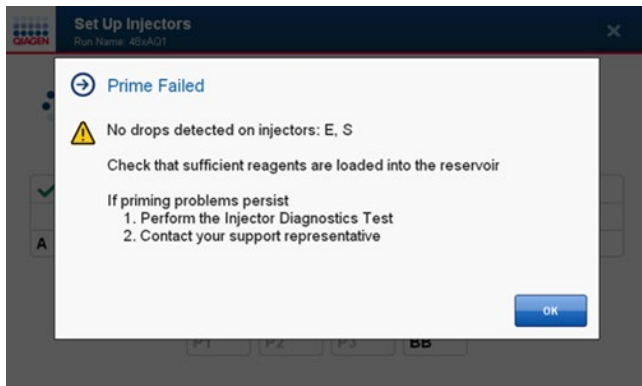 QIAGEN
Set Up Injectors
Run Name: 48xAQ1
Prime Failed
No drops detected on injectors: E, S
Check that sufficient reagents are loaded into the reservoir
If priming problems persist
1. Perform the Injector Diagnostics Test
2. Contact your support representative
A
OK
P1
P2
P3
BB